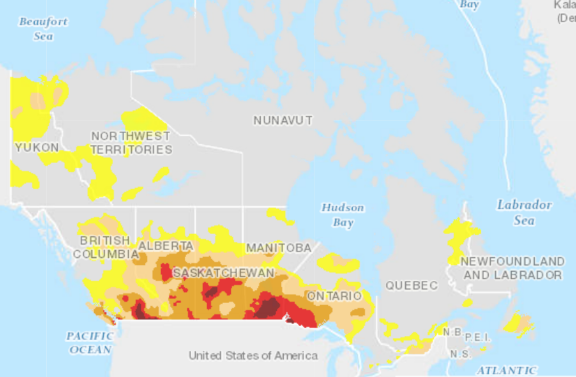 Bay
Kala
(Der
Beaufort
Sea
NUNAVUT
NORTHWEST
TERRITORIES
YUKON
Hudson
Bay
Labrador
Sea
BRITISH
COLUMBIA
ALBERTA
MANITOBA
SASKATCHEWAN
NEWFOUNDLAND
AND LABRADOR
QUEBEC
ONTARIO
PACIFIC
OCEAN
N B
P.E.I.
N.S.
United States of America
ATLANTIC